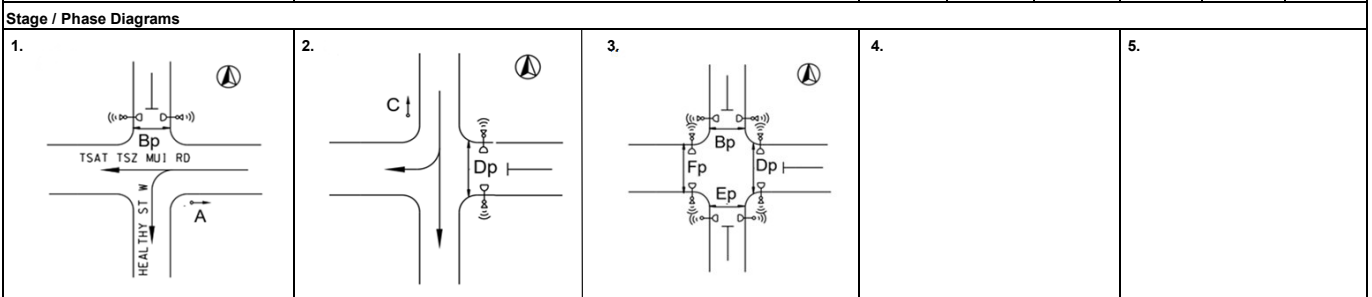 Stage / Phase Diagrams
1.
Bp
TSAT TSZ MUI RD
HEALTHY ST W
A
2.
C
Dp
3,
Bp
Fp
Dp
Ep
4.
5.